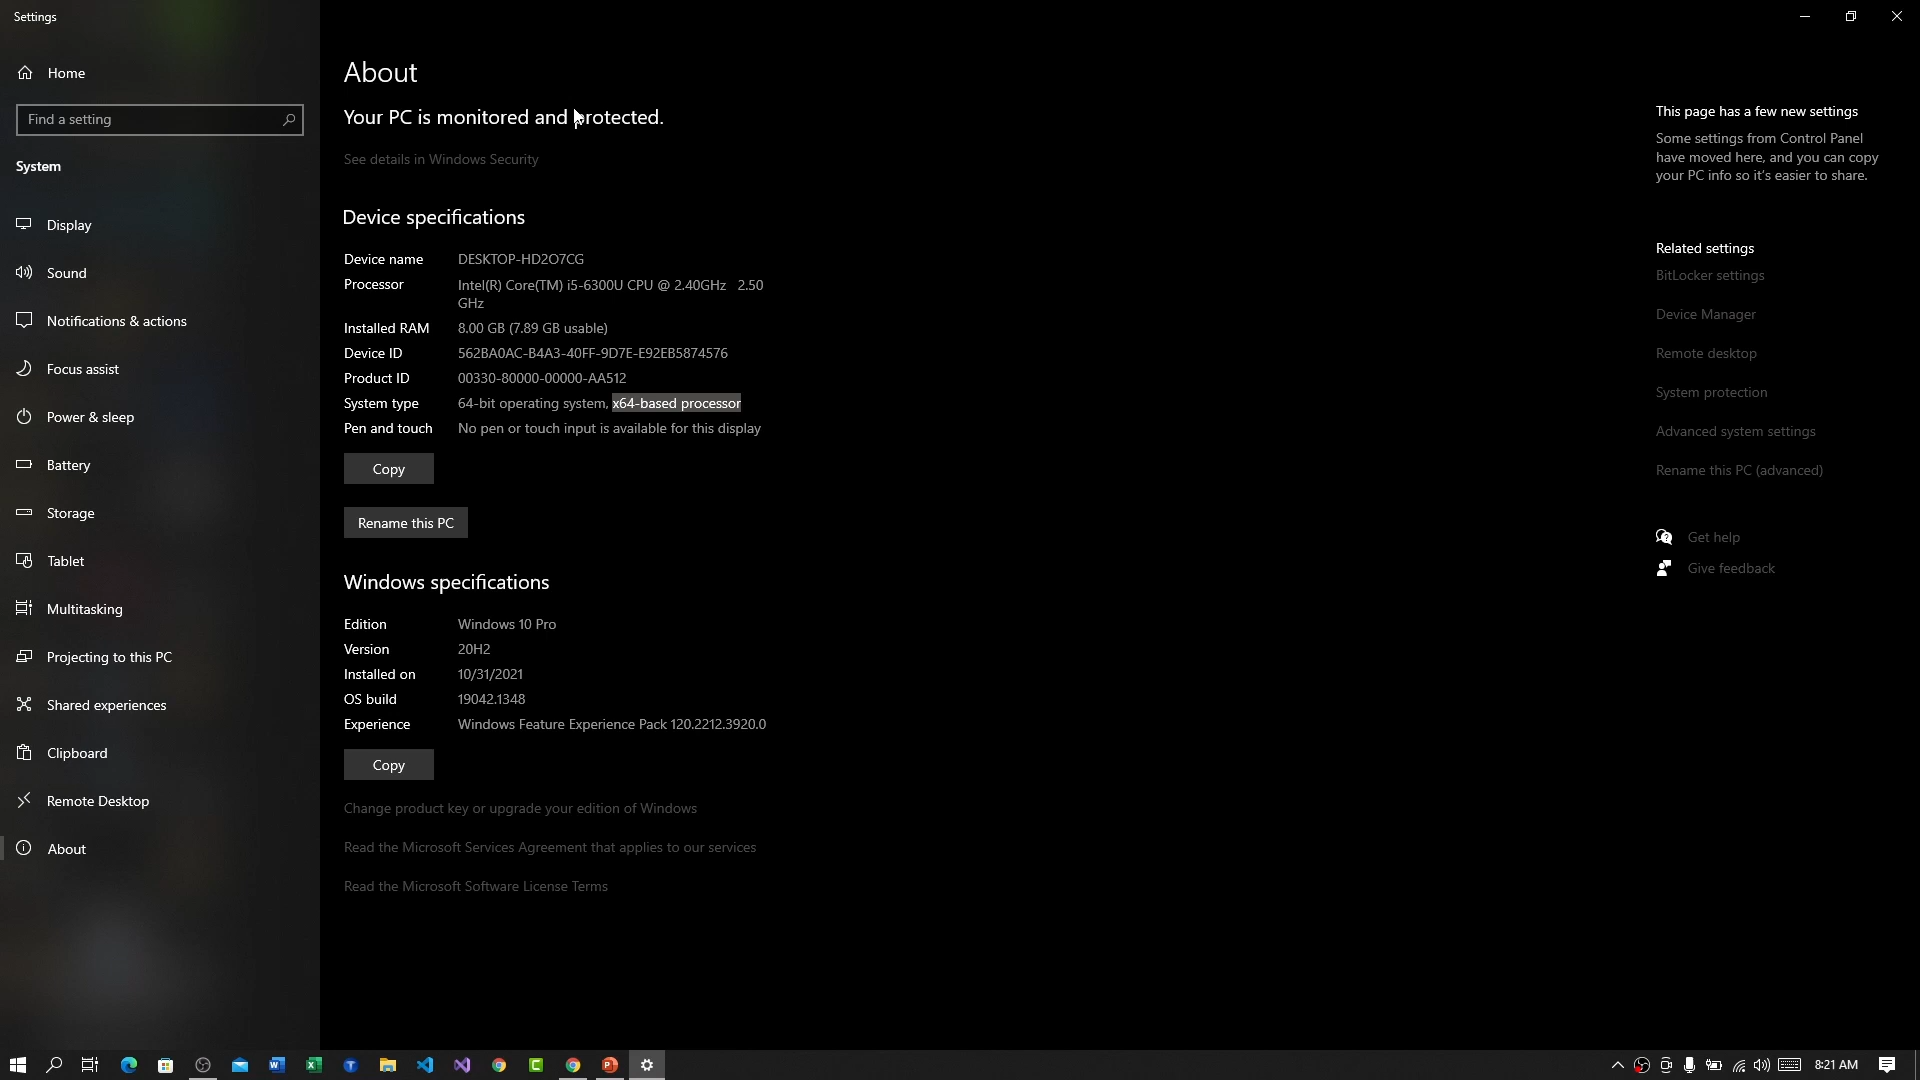 Settings
Home
Find a setting
System
Display
Sound
Notifications & actions
Focus assist
Power & sleep
Battery
Storage
Tablet
Multitasking
Projecting to this PC
Shared experiences
Clipboard
Remote Desktop
About
About
Your PC is monitored and protected.
See details in Windows Security
Device specifications
Device name DESKTOP-HD2O7CG
Processor Intel(R) Core(TM) i5-6300U CPU @ 2.40GHz 2.50
GHz
Installed RAM 8.00 GB (7.89 GB usable)
Device ID 562BA0AC-B4A3-40FF-9D7E-E92EB5874576
Product ID 00330-80000-00000-AA512
System type 64-bit operating system, x64-based processor
Pen and touch No pen or touch input is available for this display
Copy
Rename this PC
Windows specifications
Edition Windows 10 Pro
Version 20H2
Installed on 10/31/2021
OS build 19042.1348
Experience Windows Feature Experience Pack 120.2212.3920.0
Copy
Change product key or upgrade your edition of Windows
Read the Microsoft Services Agreement that applies to our services
Read the Microsoft Software License Terms
This page has a few new settings
Some settings from Control Panel
have moved here, and you can copy
your PC info so it's easier to share.
Related settings
BitLocker settings
Device Manager
Remote desktop
System protection
Advanced system settings
Rename this PC (advanced)
Get help
Give feedback
8:21 AM